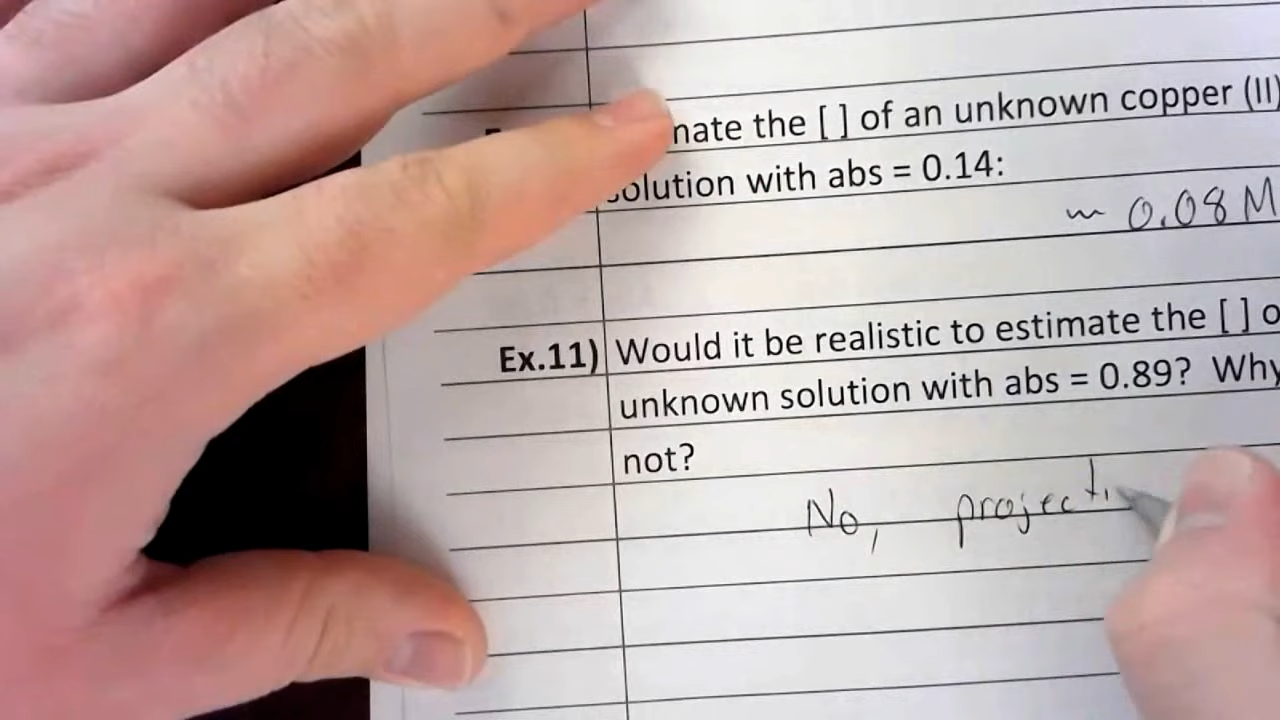 the [ ] of an unknown copper (II)
solution with abs = 0.14:
~ 0.08 M
Ex.11) Would it be realistic to estimate the [ ]
unknown solution with abs = 0.89? Why
not?
No, projecti